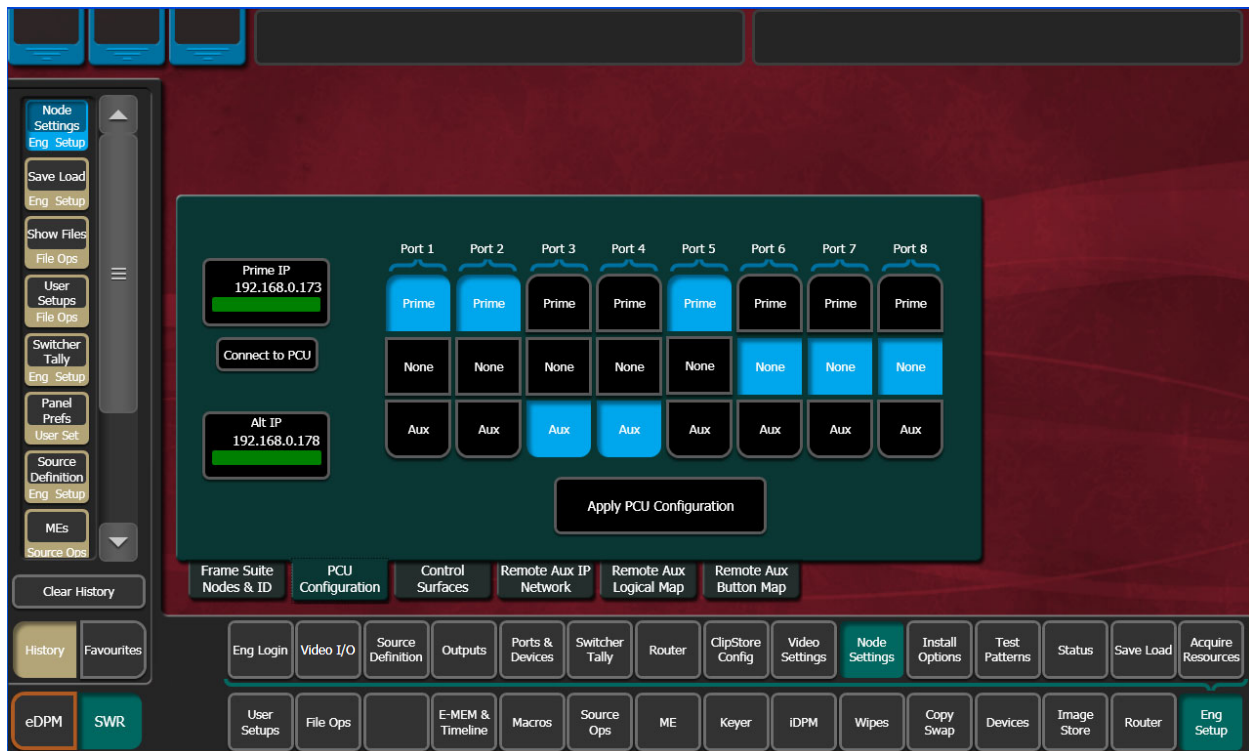 Node
Settings
Eng Setup
Save Load
Eng Setup
Show Files
File Ops
User
Setups
File Ops
Switcher
Tally
Eng Setup
Panel
Prefs
User Set
Source
Definition
Eng Setup
MEs
Source Ops
Clear History
History
Favourites
eDPM
SWR
Port 1
Port 2
Port 3
Port 4
Port 5
Port 6
Port 7
Port 8
Prime IP
192.168.0.173
Prime
Prime
Prime
Prime
Prime
Prime
Prime
Prime
Connect to PCU
None
None
None
None
None
None
None
None
Alt IP
192.168.0.178
Aux
Aux
Aux
Aux
Aux
Aux
Aux
Aux
Apply PCU Configuration
Frame Suite
Nodes & ID
PCU
Configuration
Control
Surfaces
Remote Aux IP
Network
Remote Aux
Logical Map
Remote Aux
Button Map
Eng Login
Video I/O
Source
Definition
Outputs
Ports &
Devices
Switcher
Tally
Router
ClipStore
Config
Video
Settings
Node
Settings
Install
Options
Test
Patterns
Status
Save Load
Acquire
Resources
User
Setups
File Ops
E-MEM &
Timeline
Macros
Source
Ops
ME
Keyer
iDPM
Wipes
Copy
Swap
Devices
Image
Store
Router
Eng
Setup